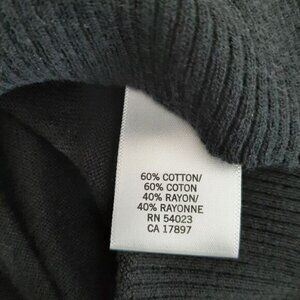 60% COTTON/
60% COTON
40% RAYON/
40% RAYONNE
RN 54023
CA 17897